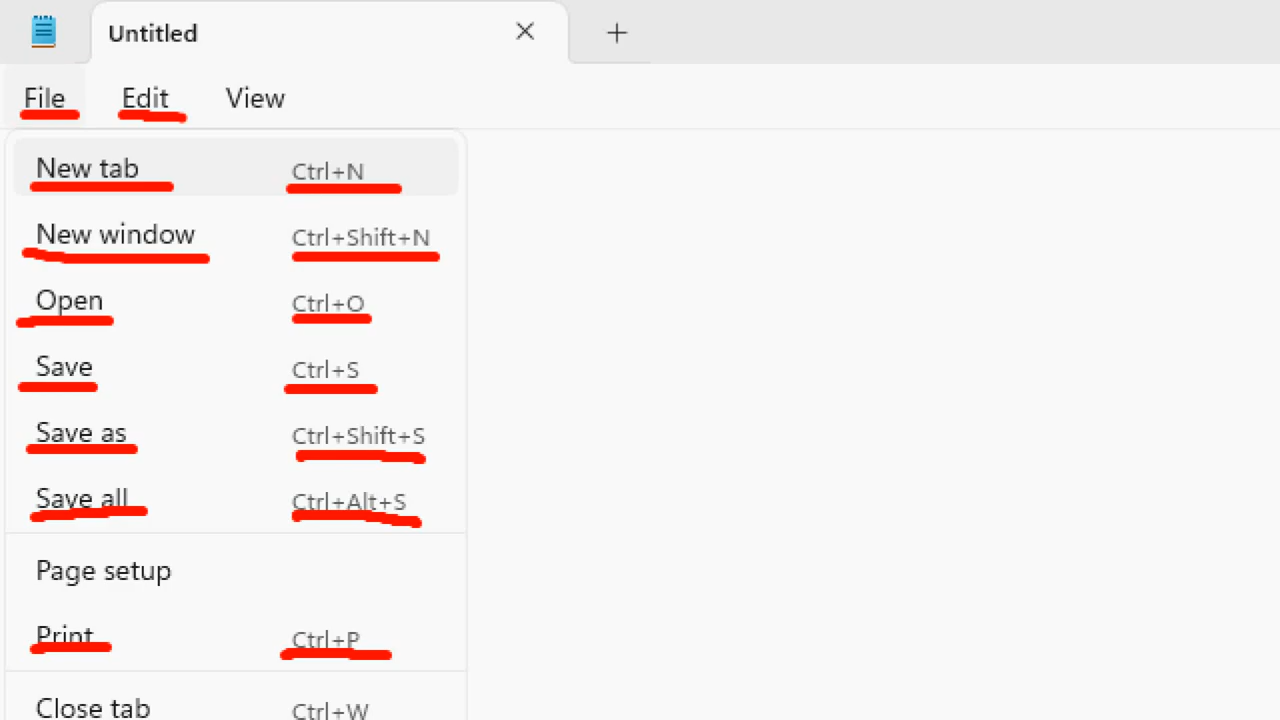 Untitled
File Edit View
New tab Ctrl+N
New window Ctrl+Shift+N
Open Ctrl+O
Save Ctrl+S
Save as Ctrl+Shift+S
Save all Ctrl+Alt+S
Page setup
Print Ctrl+P
Close tab Ctrl+W